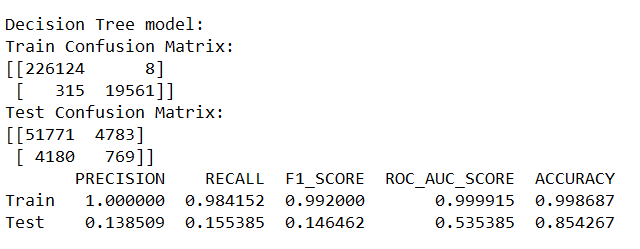 Decision Tree model:
Train Confusion Matrix:
[[226124      8]
 [   315  19561]]
Test Confusion Matrix:
[[51771  4783]
 [ 4180   769]]
       PRECISION    RECALL  F1_SCORE  ROC_AUC_SCORE  ACCURACY
Train   1.000000  0.984152  0.992000       0.999915  0.998687
Test    0.138509  0.155385  0.146462       0.535385  0.854267